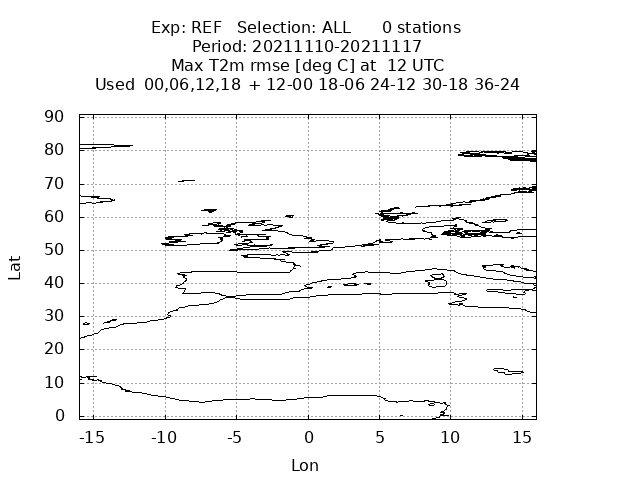 Exp: REF   Selection: ALL      0 stations
Period: 20211110-20211117
Max T2m rmse [deg C] at  12 UTC
Used  00,06,12,18  + 12-00 18-06 24-12 30-18 36-24
90
80
70
60
50
40
30
20
10
0
Lat
-15 -10 -5 0 5 10 15
Lon